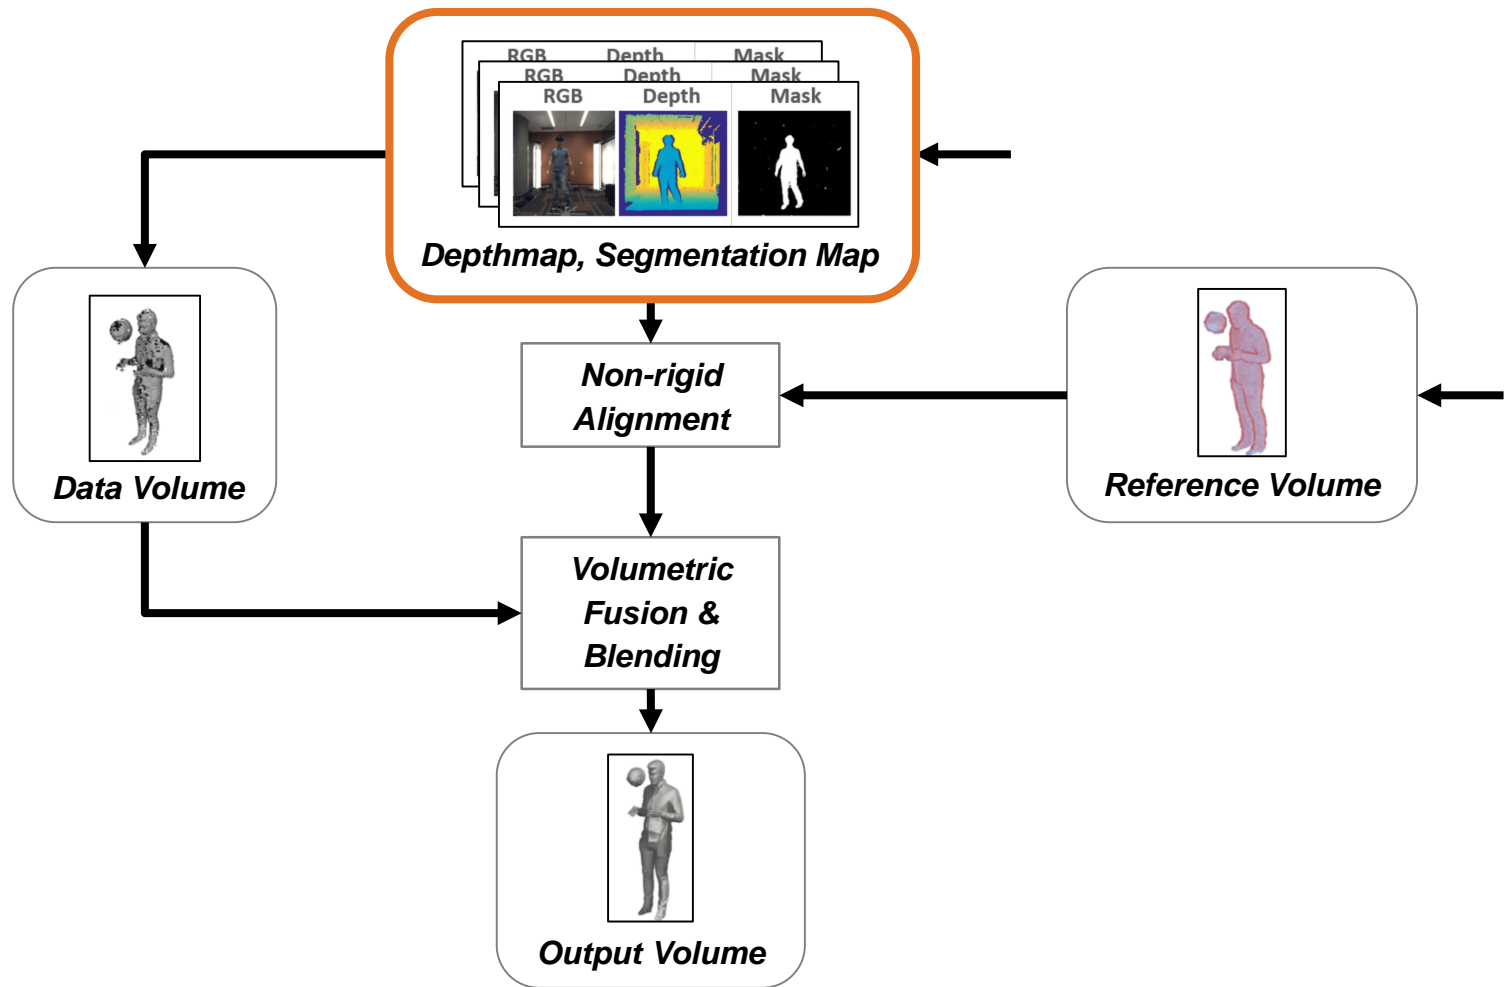 RGB Depth Mask
RGB Depth Mask
RGB Depth Mask
Depthmap, Segmentation Map
Data Volume
Non-rigid
Alignment
Reference Volume
Volumetric
Fusion &
Blending
Output Volume